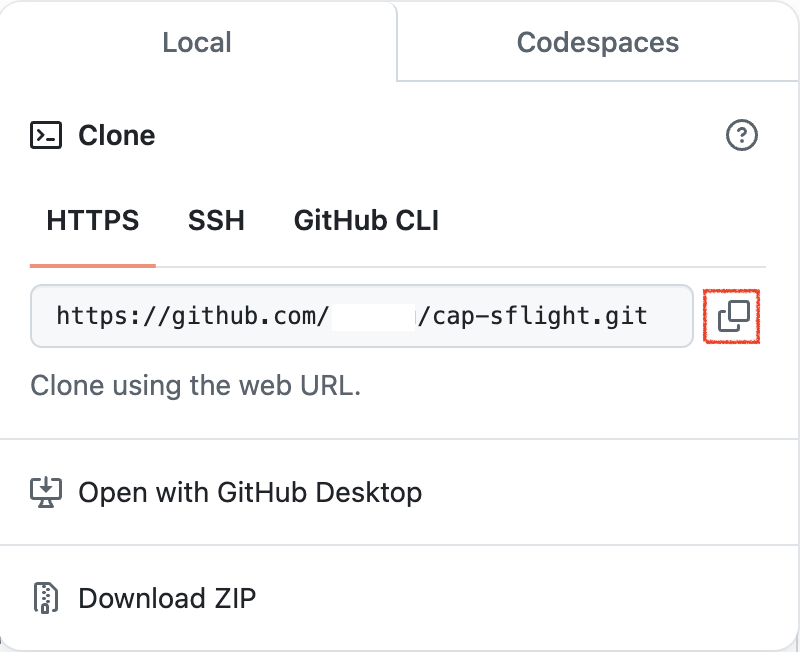 Local
Codespaces
Clone
HTTPS SSH GitHub CLI
https://github.com/ /cap-sflight.git
Clone using the web URL.
Open with GitHub Desktop
Download ZIP